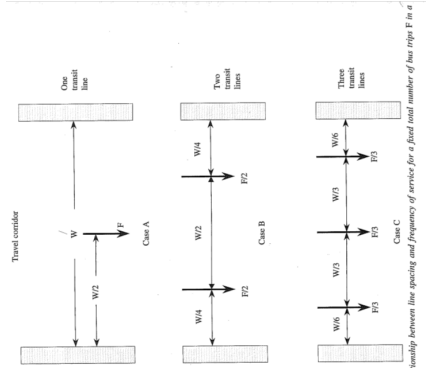 Travel corridor
W
W/2
F
Case A
One
transit
line
W/4
W/2
W/4
F/2
F/2
Case B
Two
transit
lines
W/6
W/3
W/3
W/6
F/3
F/3
F/3
Case C
Three
transit
lines
ionship between line spacing and frequency of service for a fixed total number of bus trips F in a